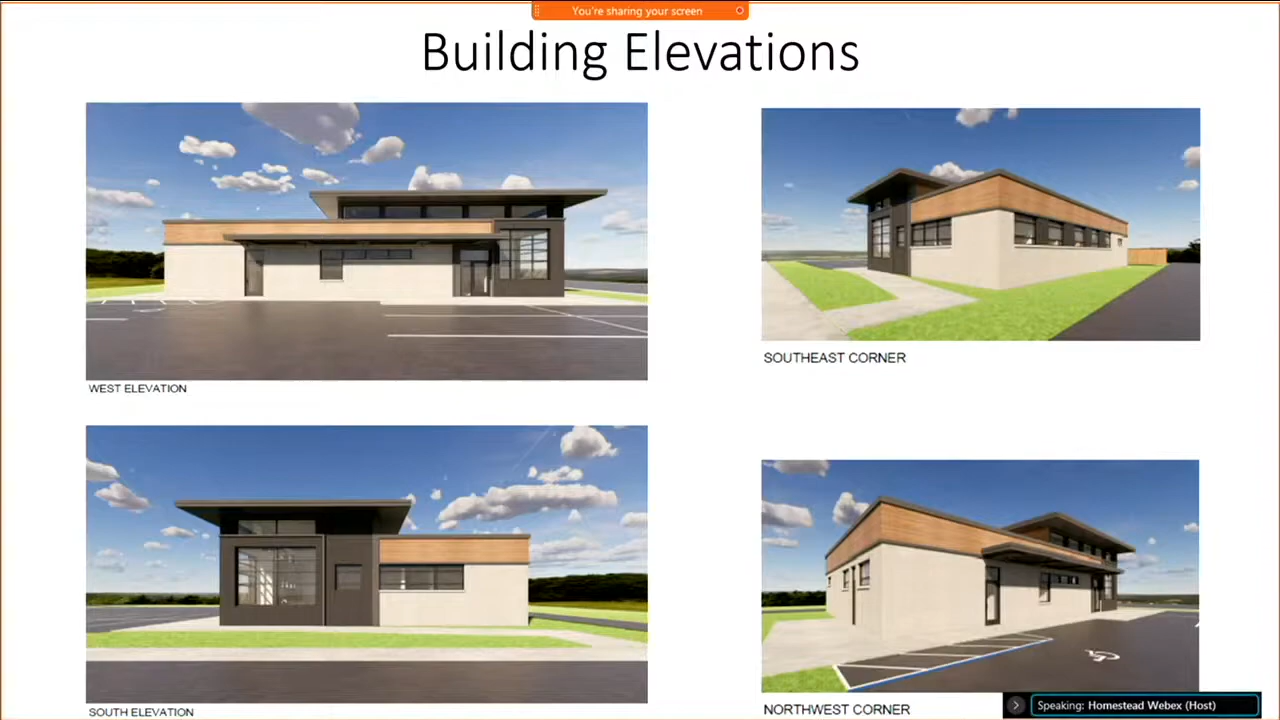 You're sharing your screen
Building Elevations
WEST ELEVATION
SOUTHEAST CORNER
SOUTH ELEVATION
NORTHWEST CORNER
Speaking: Homestead Webex (Host)